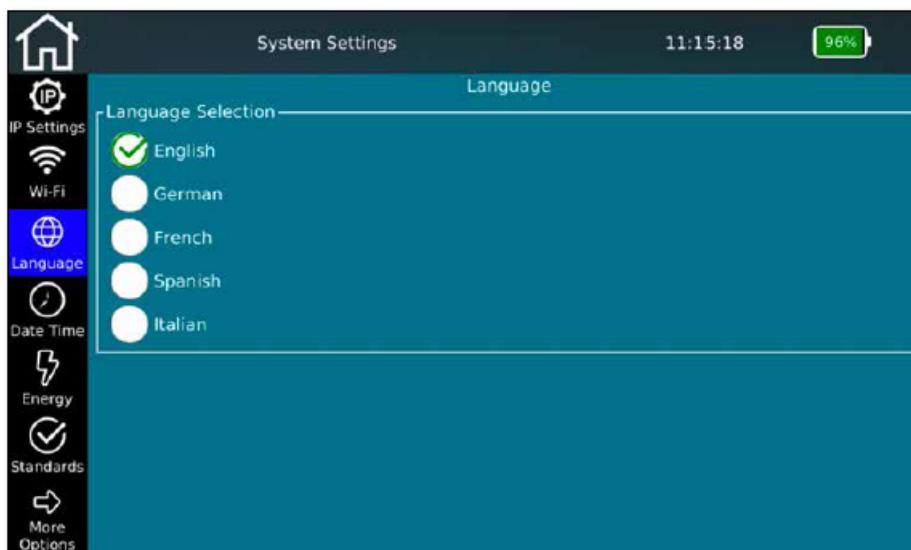 System Settings 11:15:18 96%
IP
IP Settings
Wi-Fi
Language
Date Time
Energy
Standards
More
Options
Language
Language Selection
English
German
French
Spanish
Italian